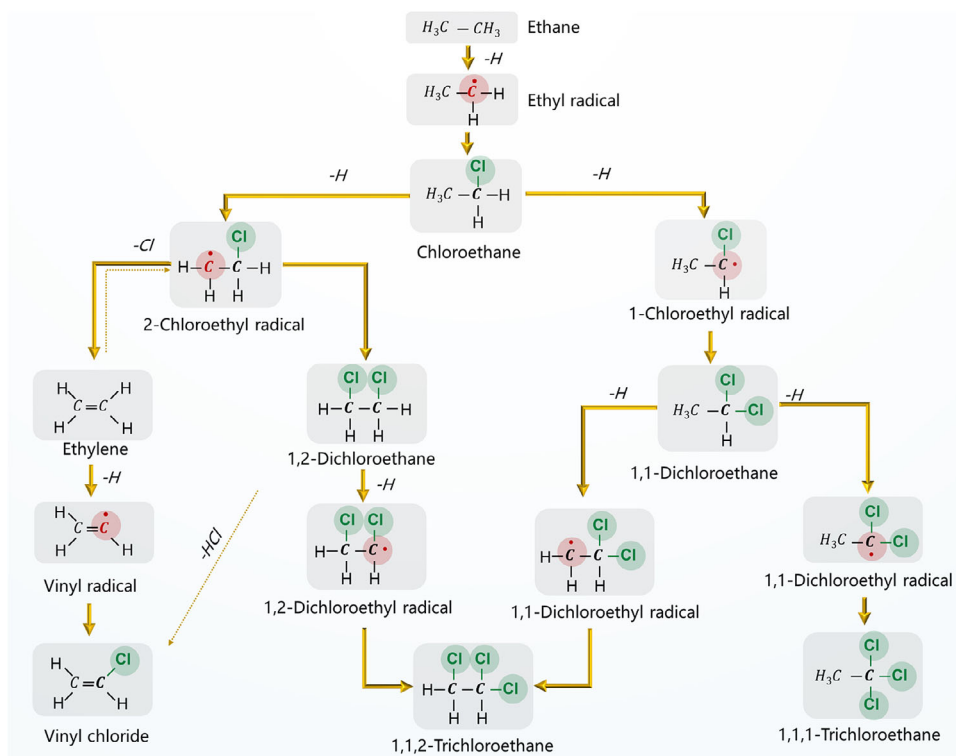 H₃C – CH₃ Ethane
-H
H₃C – C – H
H
Ethyl radical
Cl
H₃C – C – H
H
Chloroethane
-H
-H
-Cl
Cl
H – C – C – H
H H
2-Chloroethyl radical
Cl
H₃C – C
H
1-Chloroethyl radical
H H
C=C
H H
Ethylene
Cl Cl
H – C – C – H
H H
1,2-Dichloroethane
-H
-H
Cl
H₃C – C – Cl
H
1,1-Dichloroethane
-H
H
C=C
H H
Vinyl radical
-HCl
-H
Cl Cl
H – C – C
H H
1,2-Dichloroethyl radical
Cl
H – C – C – Cl
H H
1,1-Dichloroethyl radical
Cl
H₃C – C – Cl
1,1-Dichloroethyl radical
H Cl
C=C
H H
Vinyl chloride
Cl Cl
H – C – C – Cl
H H
1,1,2-Trichloroethane
Cl
H₃C – C – Cl
Cl
1,1,1-Trichloroethane